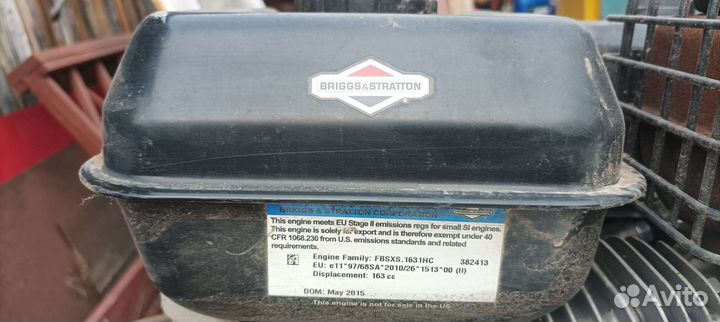 BRIGGS & STRATTON
BRIGGS & STRATTON CORPORATION
This engine meets EU Stage II emissions regs for small SI engines.
This engine is solely for export and is therefore exempt under 40
CFR 1068.230 from U.S. emissions standards and related
requirements.
Engine Family: FBSXS.1631HC 382413
EU: e11*97/68SA*2010/26*1513*00 (II)
Displacement: 163 cc
DOM: May 2015
This engine is not for sale in the US.
Avito